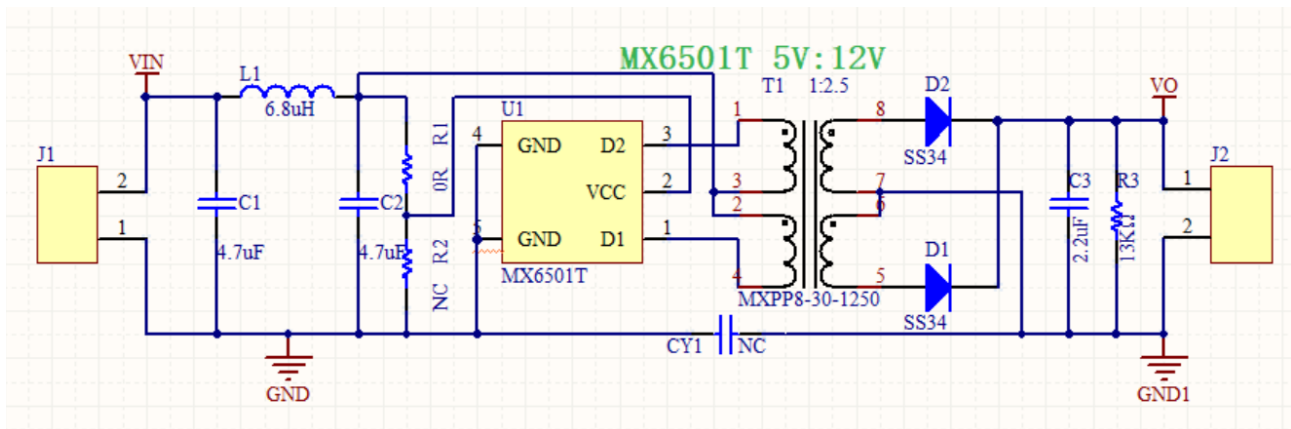 MX6501T 5V:12V
VIN
L1
6.8uH
T1
1:2.5
D2
SS34
VO
J1
2
1
C1
4.7uF
C2
4.7uF
R1
0R
R2
NC
U1
4
GND
D2
3
VCC
2
5
GND
D1
1
MX6501T
1
3
2
4
8
7
6
5
MXPP8-30-1250
D1
SS34
C3
2.2uF
R3
13KΩ
J2
1
2
CY1
NC
GND
GND1